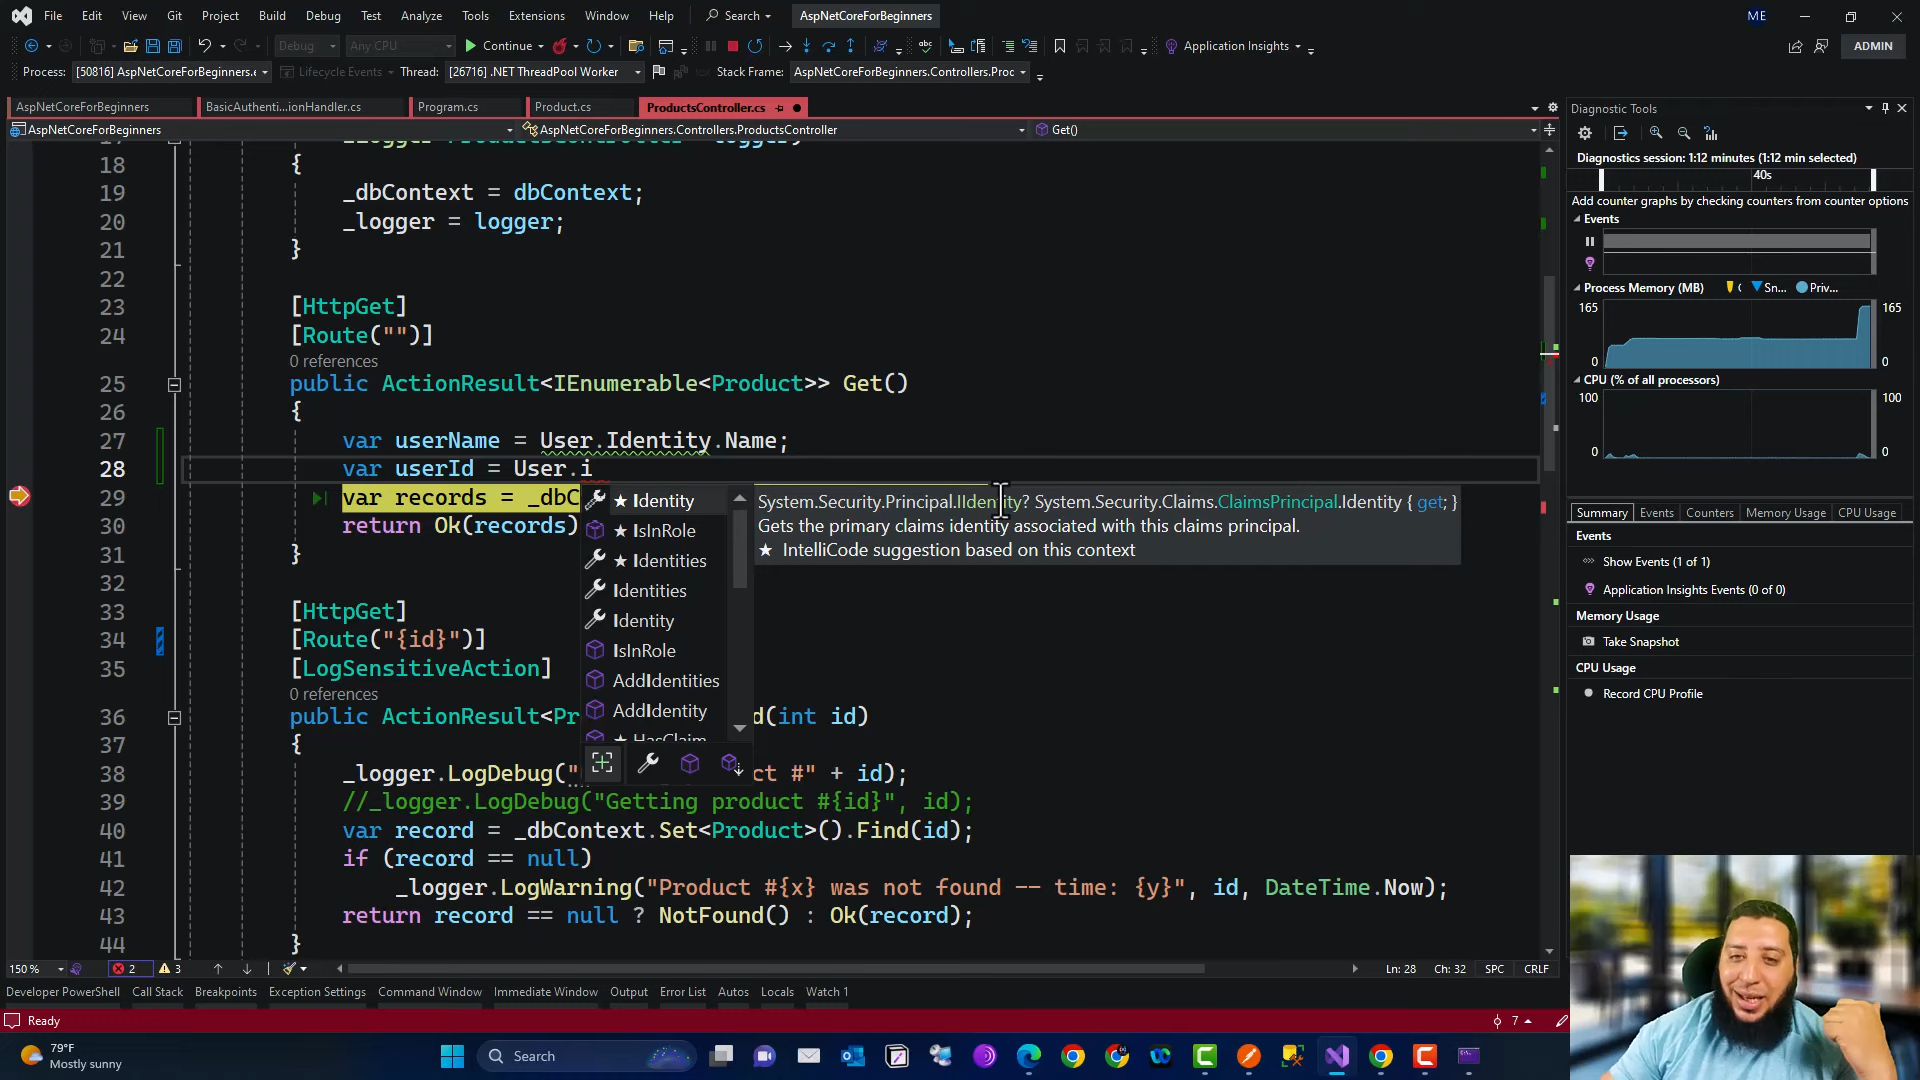 File Edit View Git Project Build Debug Test Analyze Tools Extensions Window Help Search AspNetCoreForBeginners ME
Debug Any CPU Continue Application Insights ADMIN
Process: [50816] AspNetCoreForBeginners.e Lifecycle Events Thread: [26716] .NET ThreadPool Worker Stack Frame: AspNetCoreForBeginners.Controllers.Proc
AspNetCoreForBeginners BasicAuthenti...ionHandler.cs Program.cs Product.cs ProductsController.cs
AspNetCoreForBeginners AspNetCoreForBeginners.Controllers.ProductsController Get()
18 {
19 _dbContext = dbContext;
20 _logger = logger;
21 }
22
23 [HttpGet]
24 [Route("")]
0 references
25 public ActionResult<IEnumerable<Product>> Get()
26 {
27 var userName = User.Identity.Name;
28 var userId = User.i
29 var records = _dbC
30 return Ok(records)
31 }
32
33 [HttpGet]
34 [Route("{id}")]
35 [LogSensitiveAction]
0 references
36 public ActionResult<Pr d(int id)
37 {
38 _logger.LogDebug(" ct #" + id);
39 //_logger.LogDebug("Getting product #{id}", id);
40 var record = _dbContext.Set<Product>().Find(id);
41 if (record == null)
42 _logger.LogWarning("Product #{x} was not found -- time: {y}", id, DateTime.Now);
43 return record == null ? NotFound() : Ok(record);
44 }
★ Identity
★ IsInRole
★ Identities
Identities
Identity
IsInRole
AddIdentities
AddIdentity
★ HasClaim
System.Security.Principal.IIdentity? System.Security.Claims.ClaimsPrincipal.Identity { get; }
Gets the primary claims identity associated with this claims principal.
★ IntelliCode suggestion based on this context
Diagnostic Tools
Diagnostics session: 1:12 minutes (1:12 min selected)
40s
Add counter graphs by checking counters from counter options
Events
Process Memory (MB) Sn... Priv...
165 165
0 0
CPU (% of all processors)
100 100
0 0
Summary Events Counters Memory Usage CPU Usage
Events
Show Events (1 of 1)
Application Insights Events (0 of 0)
Memory Usage
Take Snapshot
CPU Usage
Record CPU Profile
150 % 2 3 Ln: 28 Ch: 32 SPC CRLF
Developer PowerShell Call Stack Breakpoints Exception Settings Command Window Immediate Window Output Error List Autos Locals Watch 1
Ready 7
79°F
Mostly sunny
Search